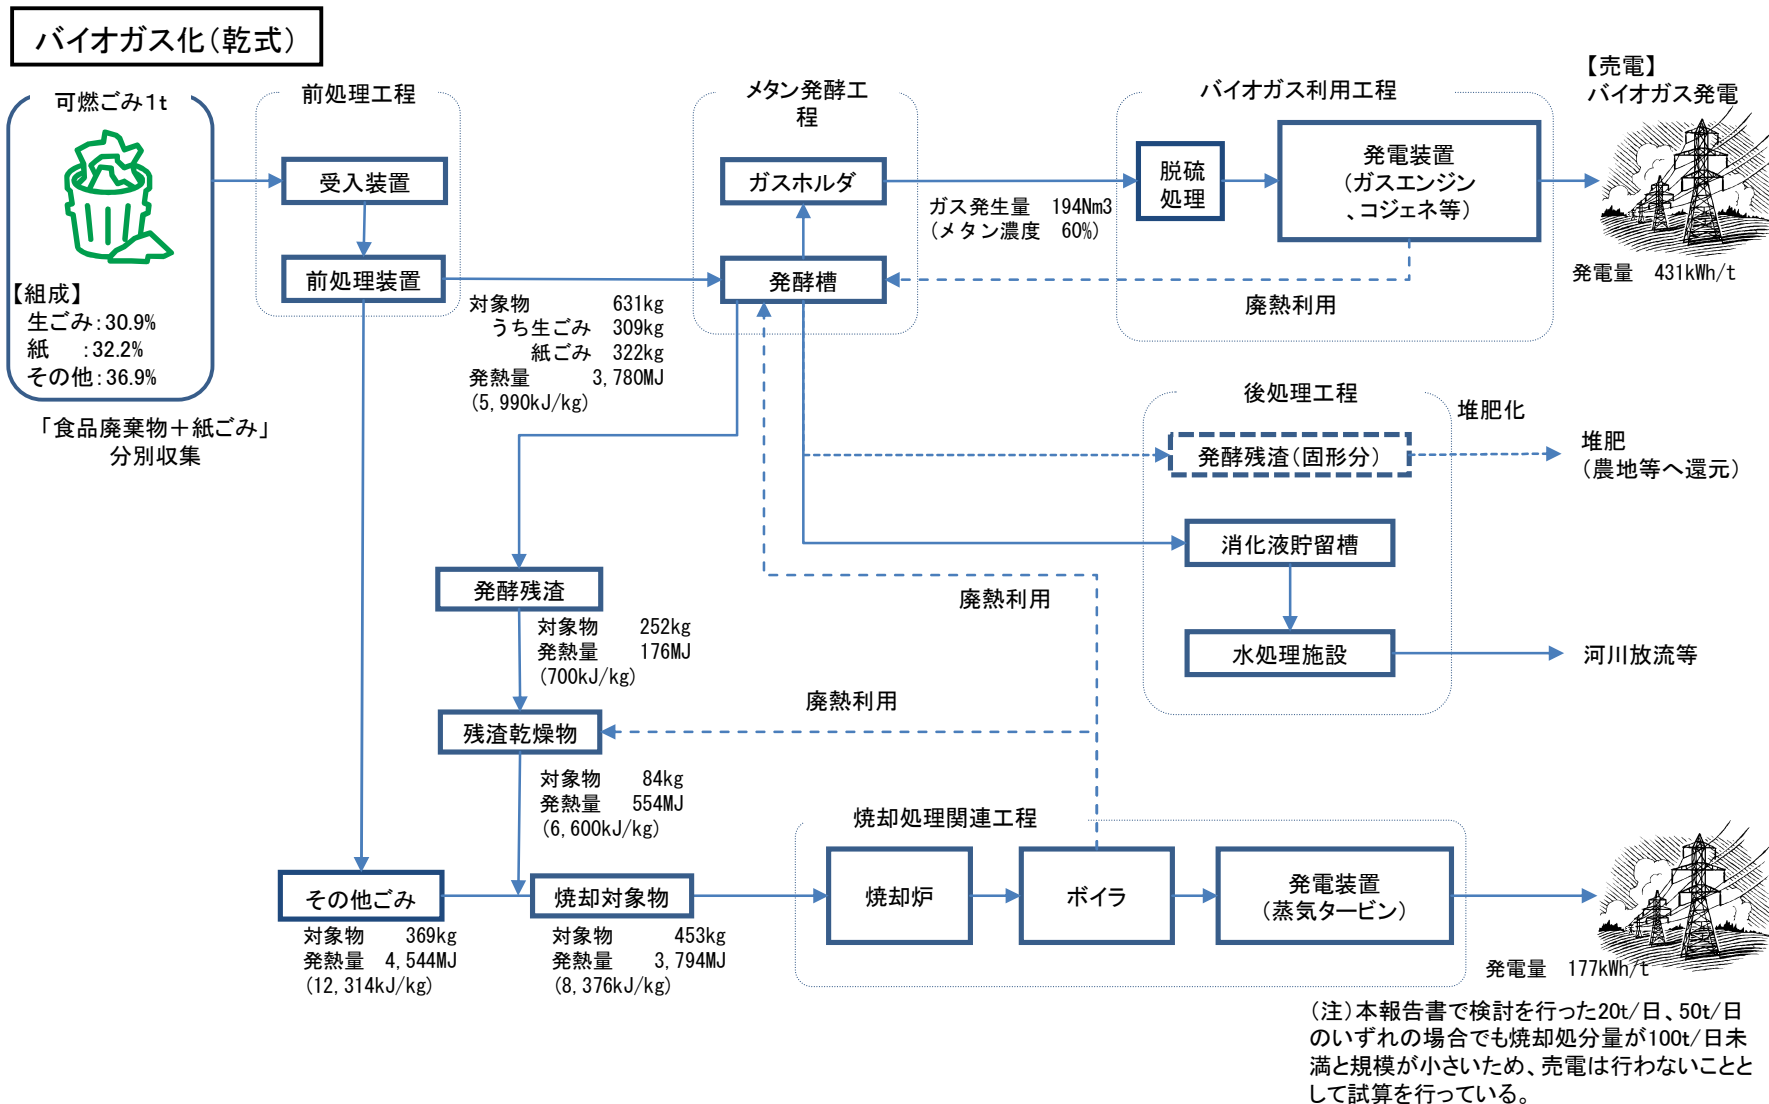 バイオガス化（乾式）
可燃ごみ１ｔ
【組成】
生ごみ：30.9%
紙　　：32.2%
その他：36.9%
「食品廃棄物＋紙ごみ」
分別収集
前処理工程
受入装置
前処理装置
対象物　　631kg
うち生ごみ　309kg
紙ごみ　322kg
発熱量　　3,780MJ
(5,990kJ/kg)
メタン発酵工
程
ガスホルダ
発酵槽
ガス発生量　194Nm3
(メタン濃度　60%)
バイオガス利用工程
脱硫
処理
発電装置
（ガスエンジン
、コジェネ等）
廃熱利用
【売電】
バイオガス発電
発電量　431kWh/t
後処理工程
発酵残渣（固形分）
堆肥化
堆肥
（農地等へ還元）
消化液貯留槽
水処理施設
河川放流等
発酵残渣
対象物　　252kg
発熱量　　176MJ
(700kJ/kg)
廃熱利用
残渣乾燥物
廃熱利用
対象物　　84kg
発熱量　　554MJ
(6,600kJ/kg)
その他ごみ
対象物　　369kg
発熱量　4,544MJ
(12,314kJ/kg)
焼却対象物
対象物　　453kg
発熱量　　3,794MJ
(8,376kJ/kg)
焼却処理関連工程
焼却炉
ボイラ
発電装置
（蒸気タービン）
発電量　177kWh/t
（注）本報告書で検討を行った20t/日、50t/日
のいずれの場合でも焼却処分量が100t/日未
満と規模が小さいため、売電は行わないことと
して試算を行っている。